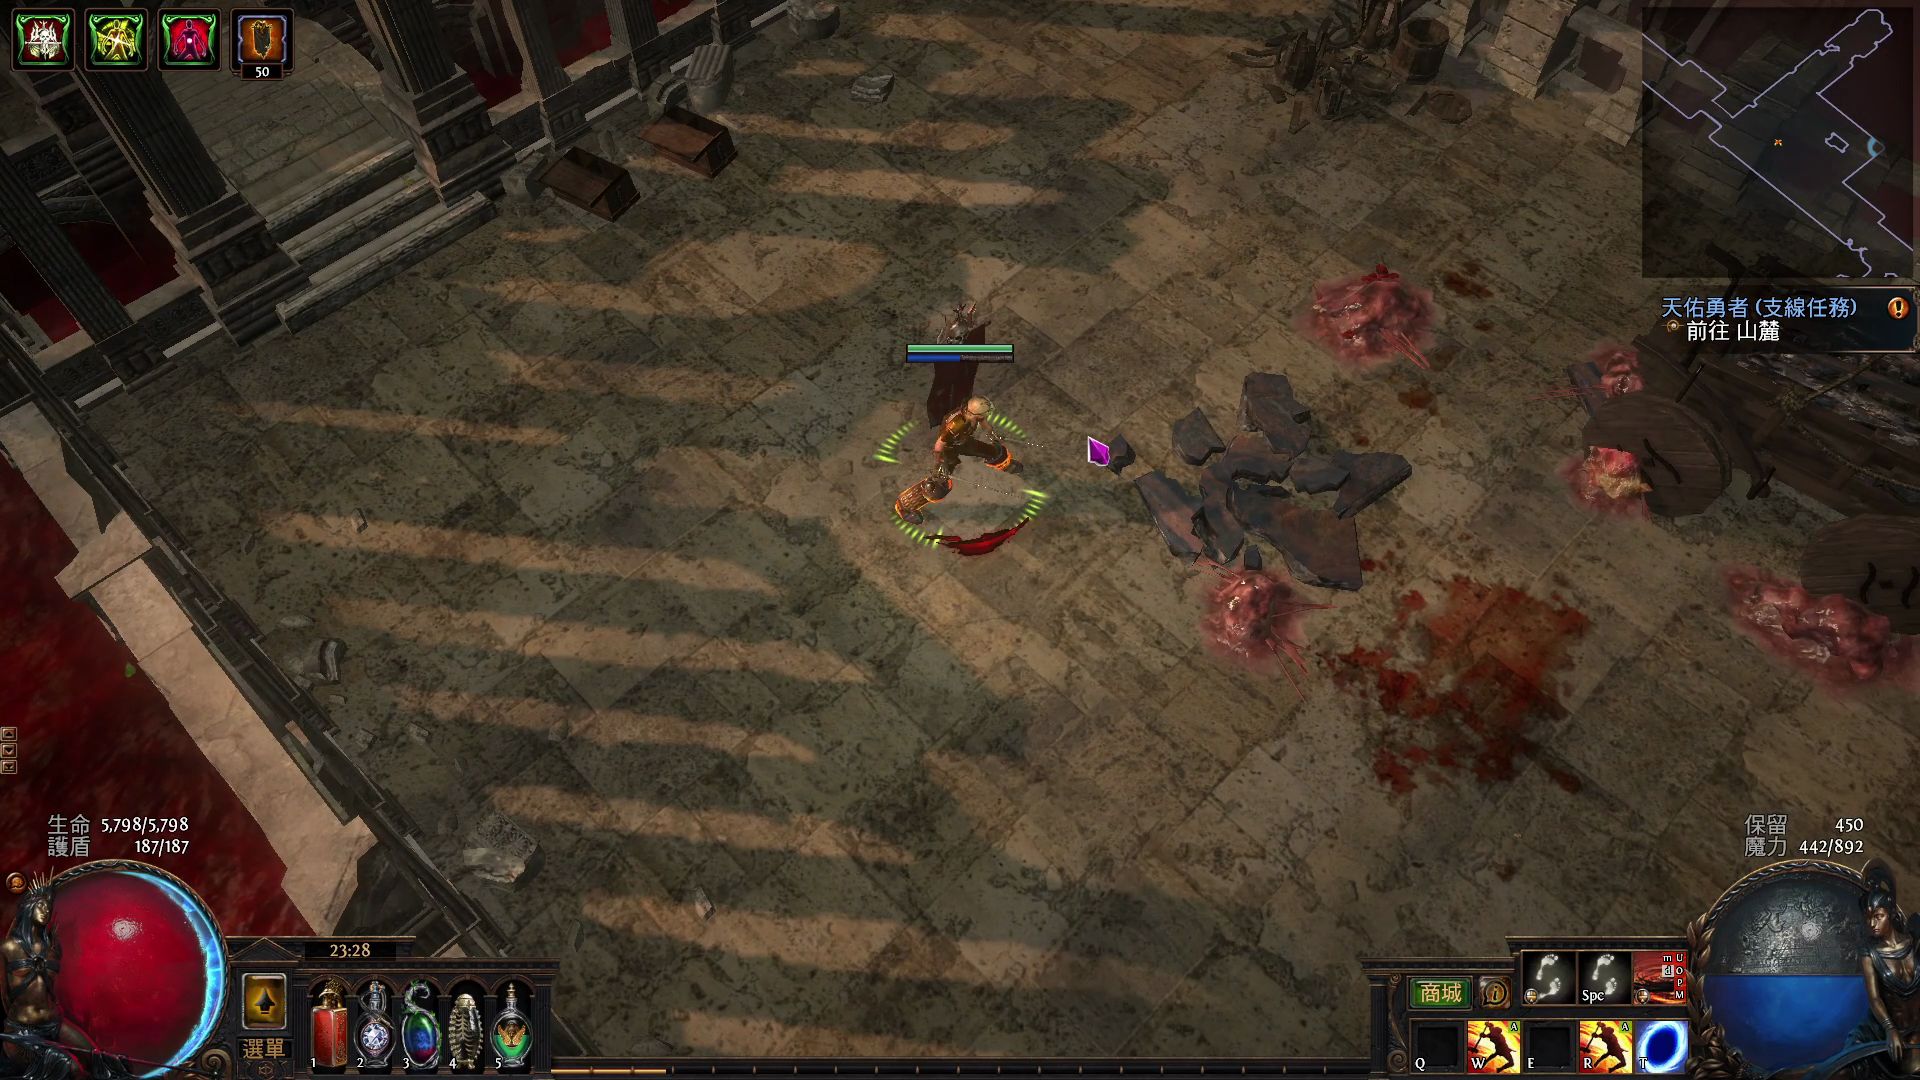 50
天佑勇者 (支線任務)
前往 山麓
生命 5,798/5,798
護盾 187/187
保留 450
魔力 442/892
23:28
選單
1
2
3
4
5
商城
Spc
m U
d O
P
M
Q
W
A
E
R
A
T